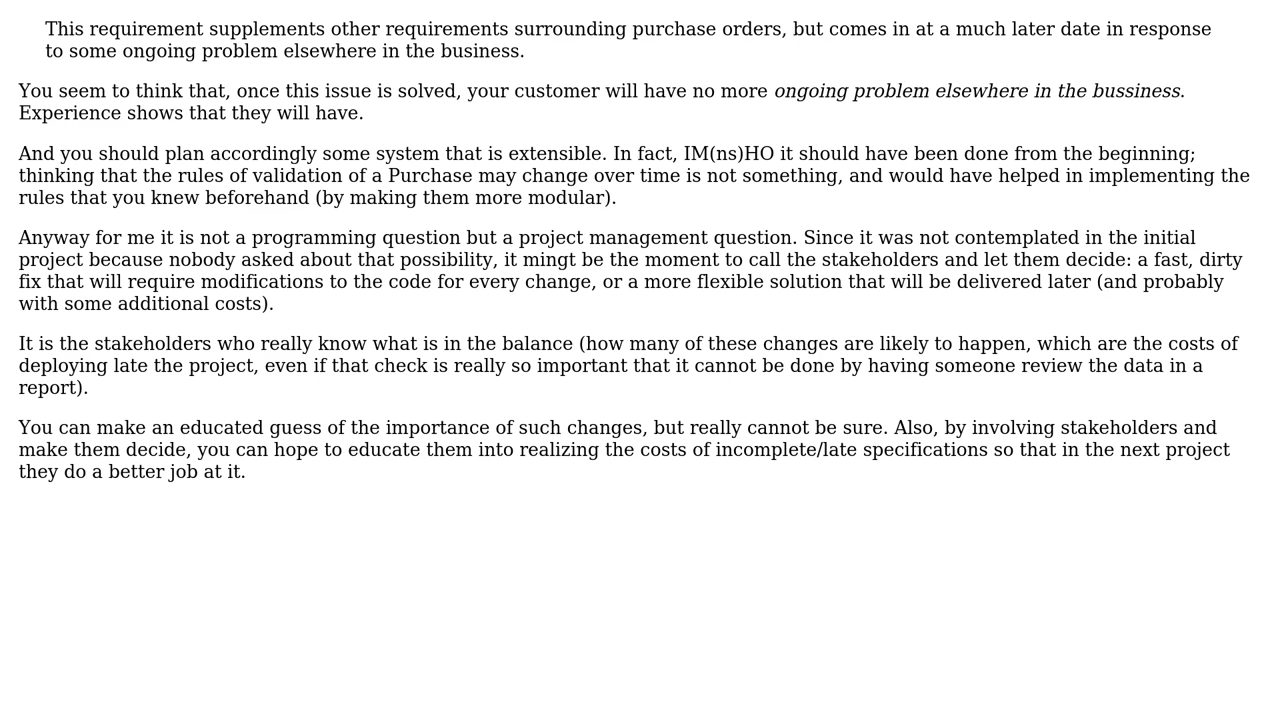 This requirement supplements other requirements surrounding purchase orders, but comes in at a much later date in response
to some ongoing problem elsewhere in the business.
You seem to think that, once this issue is solved, your customer will have no more ongoing problem elsewhere in the bussiness.
Experience shows that they will have.
And you should plan accordingly some system that is extensible. In fact, IM(ns)HO it should have been done from the beginning;
thinking that the rules of validation of a Purchase may change over time is not something, and would have helped in implementing the
rules that you knew beforehand (by making them more modular).
Anyway for me it is not a programming question but a project management question. Since it was not contemplated in the initial
project because nobody asked about that possibility, it mingt be the moment to call the stakeholders and let them decide: a fast, dirty
fix that will require modifications to the code for every change, or a more flexible solution that will be delivered later (and probably
with some additional costs).
It is the stakeholders who really know what is in the balance (how many of these changes are likely to happen, which are the costs of
deploying late the project, even if that check is really so important that it cannot be done by having someone review the data in a
report).
You can make an educated guess of the importance of such changes, but really cannot be sure. Also, by involving stakeholders and
make them decide, you can hope to educate them into realizing the costs of incomplete/late specifications so that in the next project
they do a better job at it.